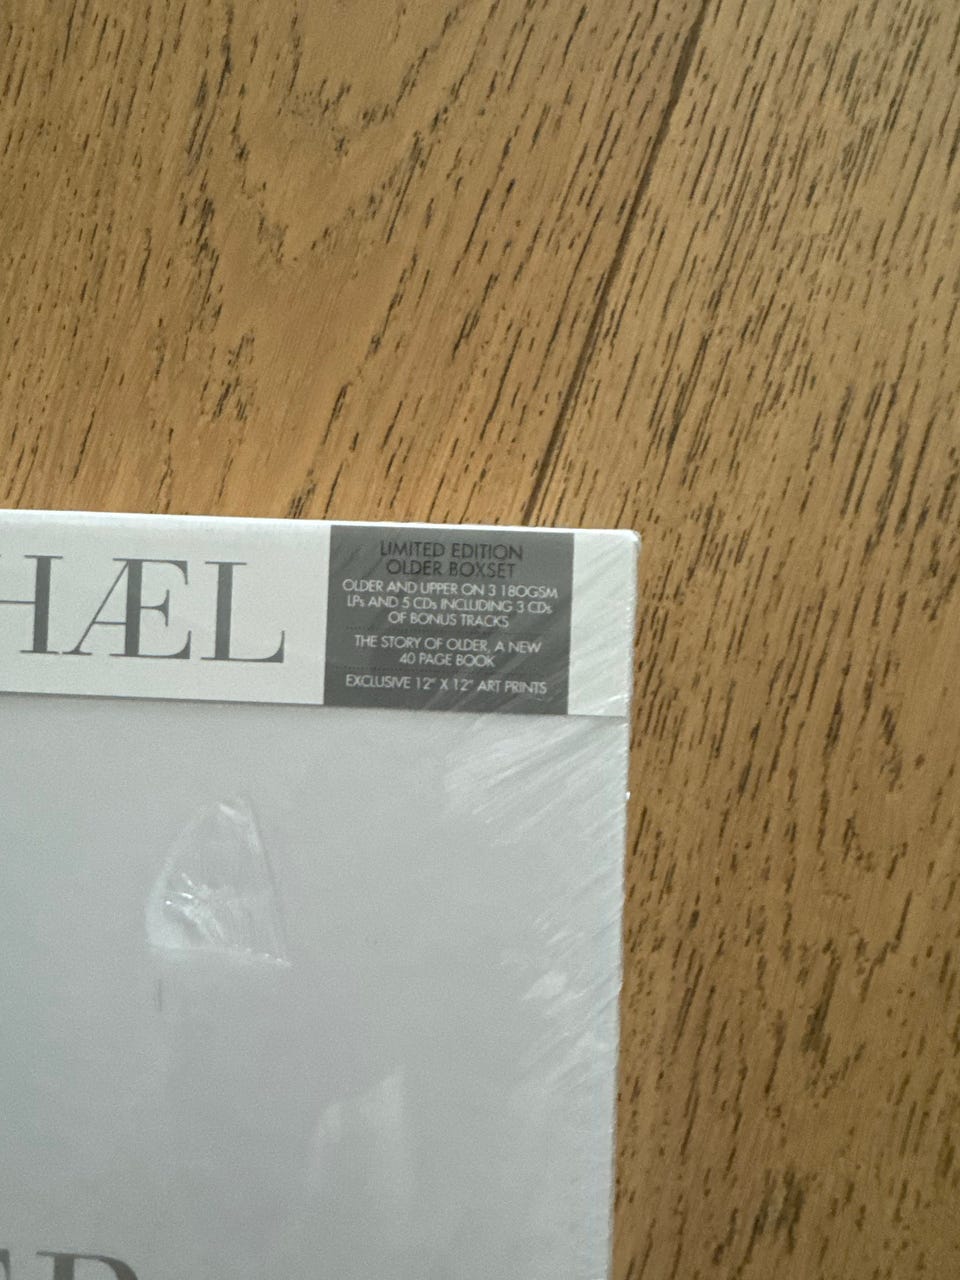 HÆL
LIMITED EDITION
OLDER BOXSET
OLDER AND UPPER ON 3 180GSM
LPs AND 5 CDs INCLUDING 3 CDs
OF BONUS TRACKS
THE STORY OF OLDER, A NEW
40 PAGE BOOK
EXCLUSIVE 12" X 12" ART PRINTS
ER